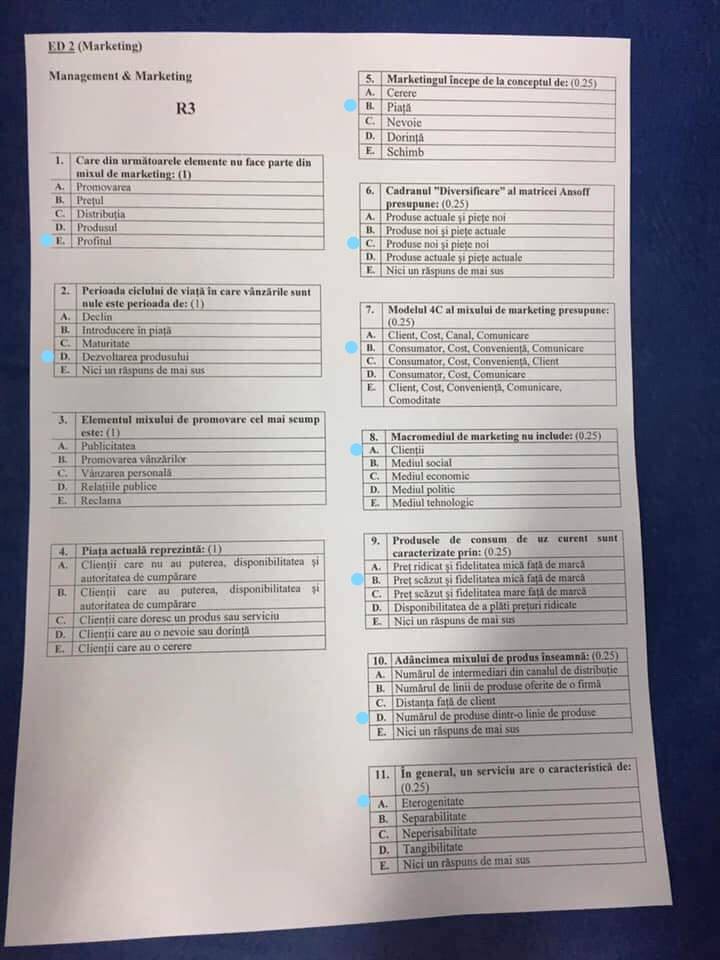 ED 2 (Marketing)
Management & Marketing
R3
1. Care din următoarele elemente nu face parte din
mixul de marketing: (1)
A. Promovarea
B. Prețul
C. Distribuția
D. Produsul
E. Profitul
2. Perioada ciclului de viață în care vânzările sunt
nule este perioada de: (1)
A. Declin
B. Introducere în piață
C. Maturitate
D. Dezvoltarea produsului
E. Nici un răspuns de mai sus
3. Elementul mixului de promovare cel mai scump
este: (1)
A. Publicitatea
B. Promovarea vânzărilor
C. Vânzarea personală
D. Relațiile publice
E. Reclama
4. Piața actuală reprezintă: (1)
A. Clienții care nu au puterea, disponibilitatea și
autoritatea de cumpărare
B. Clienții care au puterea, disponibilitatea și
autoritatea de cumpărare
C. Clienții care doresc un produs sau serviciu
D. Clienții care au o nevoie sau dorință
E. Clienții care au o cerere
5. Marketingul începe de la conceptul de: (0.25)
A. Cerere
B. Piață
C. Nevoie
D. Dorință
E. Schimb
6. Cadranul "Diversificare" al matricei Ansoff
presupune: (0.25)
A. Produse actuale și piețe noi
B. Produse noi și piețe actuale
C. Produse noi și piețe noi
D. Produse actuale și piețe actuale
E. Nici un răspuns de mai sus
7. Modelul 4C al mixului de marketing presupune:
(0.25)
A. Client, Cost, Canal, Comunicare
B. Consumator, Cost, Conveniență, Comunicare
C. Consumator, Cost, Conveniență, Client
D. Consumator, Cost, Comunicare
E. Client, Cost, Conveniență, Comunicare,
Comoditate
8. Macromediul de marketing nu include: (0.25)
A. Clienții
B. Mediul social
C. Mediul economic
D. Mediul politic
E. Mediul tehnologic
9. Produsele de consum de uz curent sunt
caracterizate prin: (0.25)
A. Preț ridicat și fidelitatea mică față de marcă
B. Preț scăzut și fidelitatea mică față de marcă
C. Preț scăzut și fidelitatea mare față de marcă
D. Disponibilitatea de a plăti prețuri ridicate
E. Nici un răspuns de mai sus
10. Adâncimea mixului de produs înseamnă: (0.25)
A. Numărul de intermediari din canalul de distribuție
B. Numărul de linii de produse oferite de o firmă
C. Distanța față de client
D. Numărul de produse dintr-o linie de produse
E. Nici un răspuns de mai sus
11. În general, un serviciu are o caracteristică de:
(0.25)
A. Eterogenitate
B. Separabilitate
C. Neperisabilitate
D. Tangibilitate
E. Nici un răspuns de mai sus